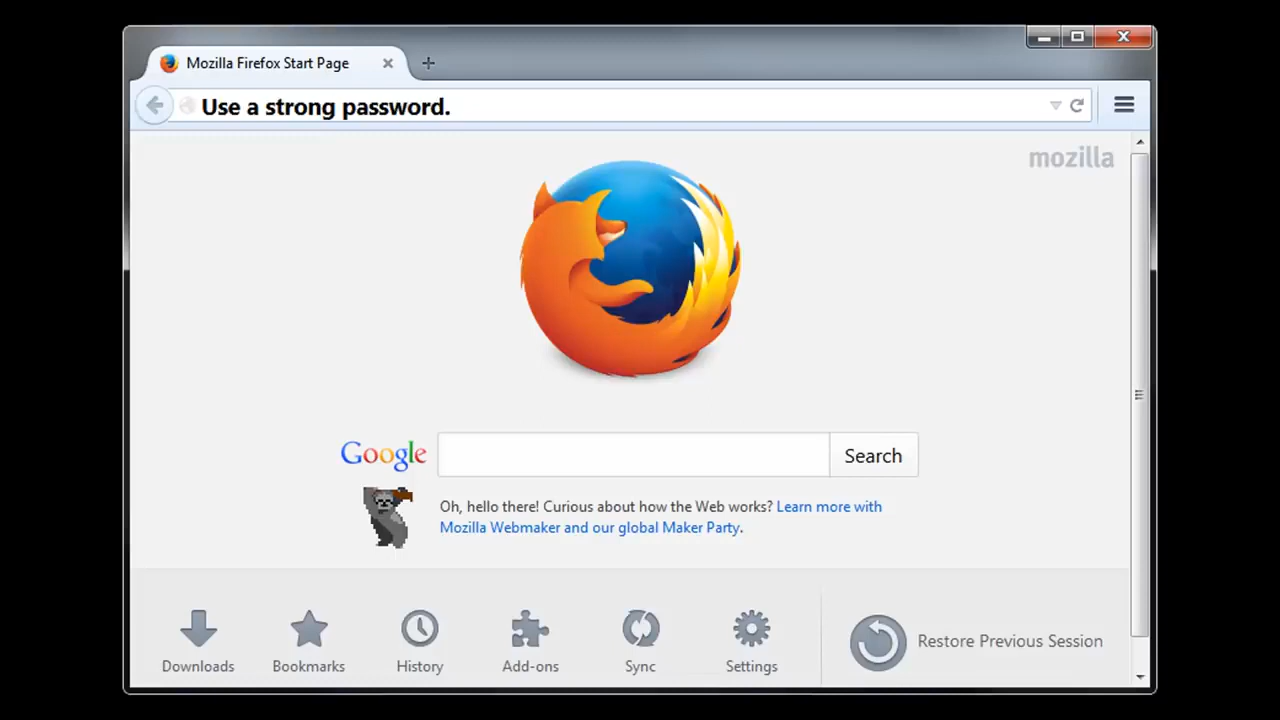 Mozilla Firefox Start Page
Use a strong password.
mozilla
Google
Search
Oh, hello there! Curious about how the Web works? Learn more with
Mozilla Webmaker and our global Maker Party.
Downloads
Bookmarks
History
Add-ons
Sync
Settings
Restore Previous Session